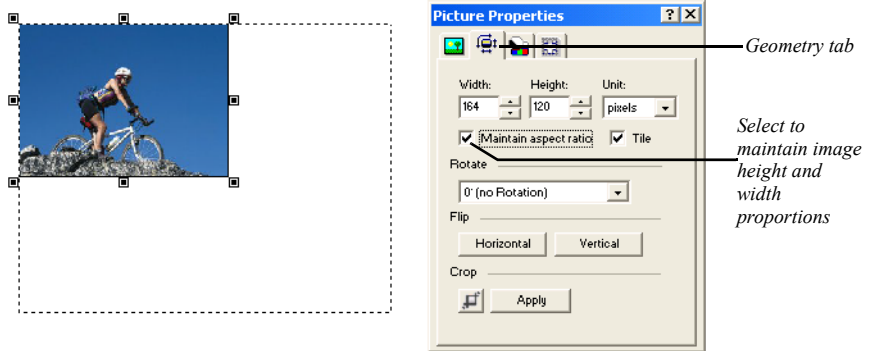 Picture Properties
Geometry tab
Width: Height: Unit:
164 120 pixels
Maintain aspect ratio Tile
Select to
maintain image
height and
width
proportions
Rotate
0° (no Rotation)
Flip
Horizontal Vertical
Crop
Apply